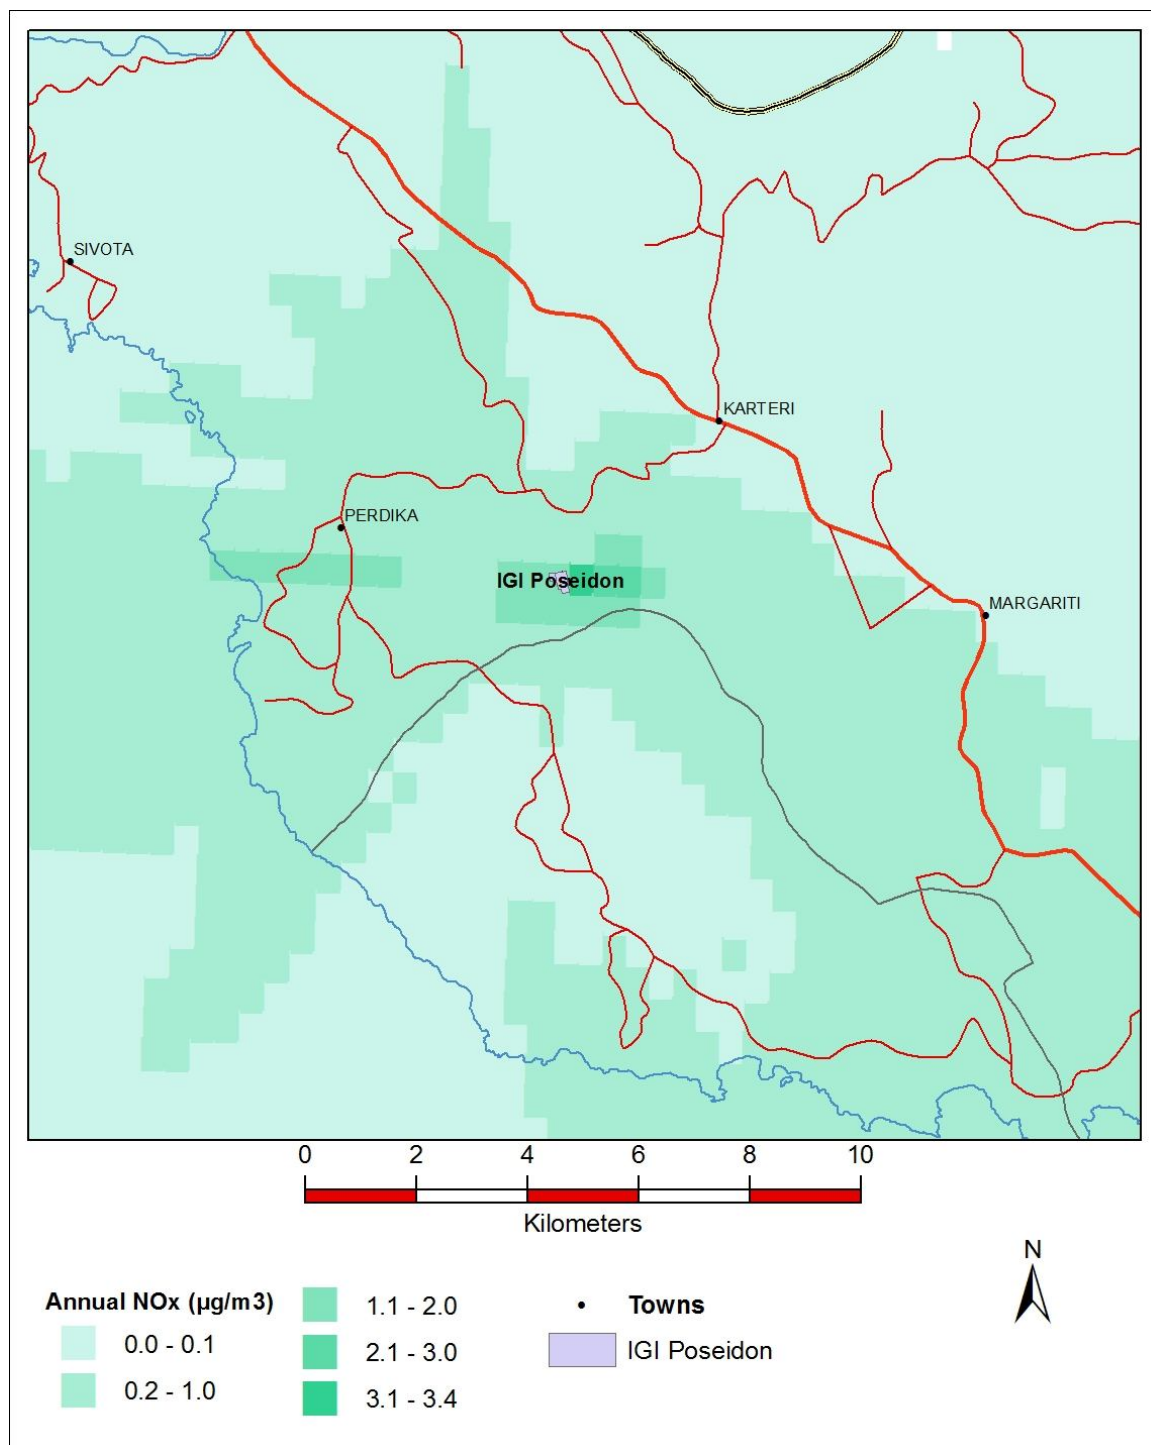 SIVOTA
KARTERI
PERDIKA
IGI Poseidon
MARGARITI
0 2 4 6 8 10
Kilometers
N
Annual NOx (µg/m3)
0.0 - 0.1
0.2 - 1.0
1.1 - 2.0
2.1 - 3.0
3.1 - 3.4
Towns
IGI Poseidon